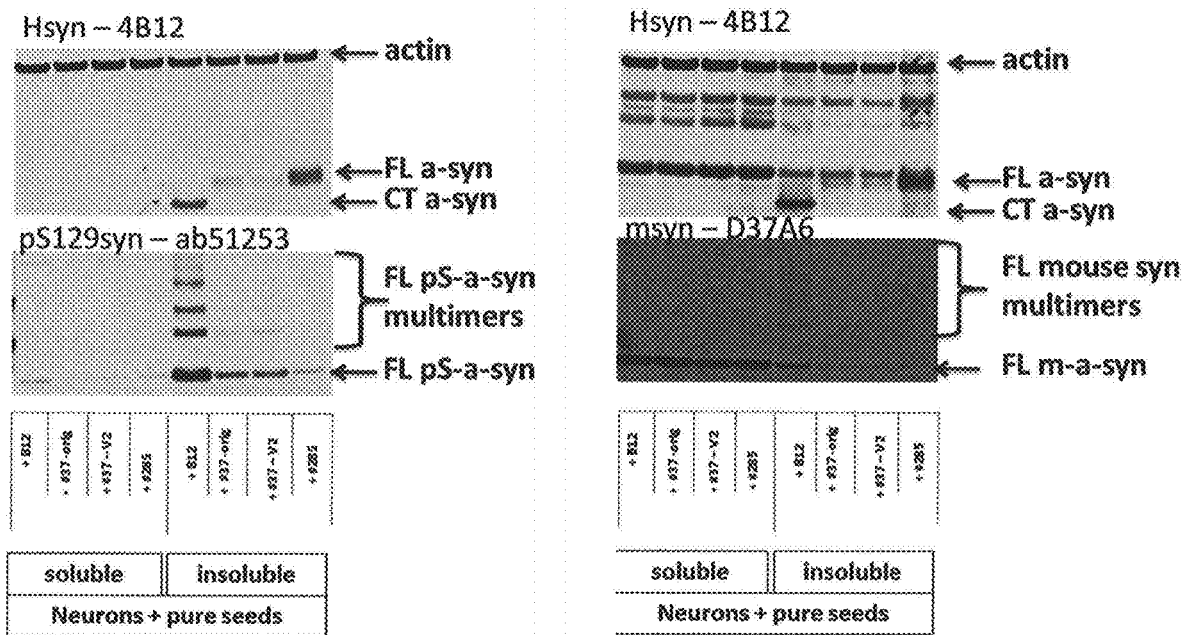 Hsyn – 4B12
actin
FL a-syn
CT a-syn
pS129syn – ab51253
FL pS-a-syn
multimers
FL pS-a-syn
+ B12
+ #37-orig
+ #37 – V2
+ #285
+ B12
+ #37-orig
+ #37 – V2
+ #285
soluble
insoluble
Neurons + pure seeds
Hsyn – 4B12
actin
FL a-syn
CT a-syn
msyn – D37A6
FL mouse syn
multimers
FL m-a-syn
+ B12
+ #37-orig
+ #37 – V2
+ #285
+ B12
+ #37-orig
+ #37 – V2
+ #285
soluble
insoluble
Neurons + pure seeds